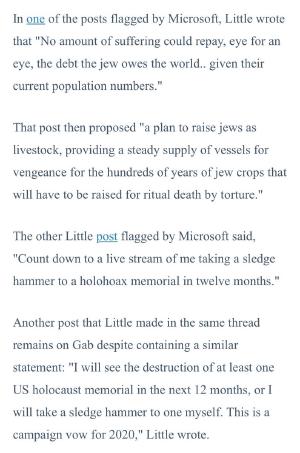 In one of the posts flagged by Microsoft, Little wrote
that "No amount of suffering could repay, eye for an
eye, the debt the jew owes the world.. given their
current population numbers."
That post then proposed "a plan to raise jews as
livestock, providing a steady supply of vessels for
vengeance for the hundreds of years of jew crops that
will have to be raised for ritual death by torture."
The other Little post flagged by Microsoft said,
"Count down to a live stream of me taking a sledge
hammer to a holohoax memorial in twelve months."
Another post that Little made in the same thread
remains on Gab despite containing a similar
statement: "I will see the destruction of at least one
US holocaust memorial in the next 12 months, or I
will take a sledge hammer to one myself. This is a
campaign vow for 2020," Little wrote.